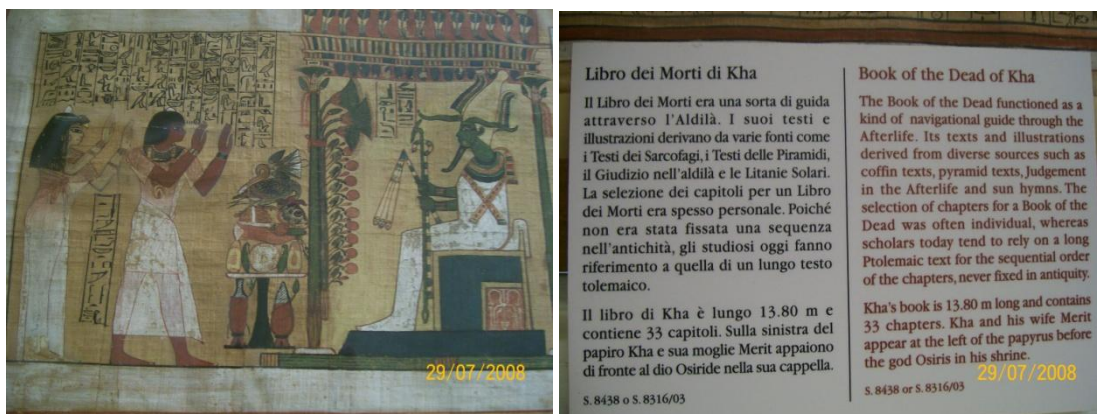 29/07/2008
Libro dei Morti di Kha
Il Libro dei Morti era una sorta di guida
attraverso l'Aldilà. I suoi testi e
illustrazioni derivano da varie fonti come
i Testi dei Sarcofagi, i Testi delle Piramidi,
il Giudizio nell'aldilà e le Litanie Solari.
La selezione dei capitoli per un Libro
dei Morti era spesso personale. Poiché
non era stata fissata una sequenza
nell'antichità, gli studiosi oggi fanno
riferimento a quella di un lungo testo
tolemaico.
Il libro di Kha è lungo 13.80 m e
contiene 33 capitoli. Sulla sinistra del
papiro Kha e sua moglie Merit appaiono
di fronte al dio Osiride nella sua cappella.
S. 8438 o S. 8316/03
Book of the Dead of Kha
The Book of the Dead functioned as a
kind of navigational guide through the
Afterlife. Its texts and illustrations
derived from diverse sources such as
coffin texts, pyramid texts, Judgement
in the Afterlife and sun hymns. The
selection of chapters for a Book of the
Dead was often individual, whereas
scholars today tend to rely on a long
Ptolemaic text for the sequential order
of the chapters, never fixed in antiquity.
Kha's book is 13.80 m long and contains
33 chapters. Kha and his wife Merit
appear at the left of the papyrus before
the god Osiris in his shrine.
S. 8438 or S. 8316/03
29/07/2008